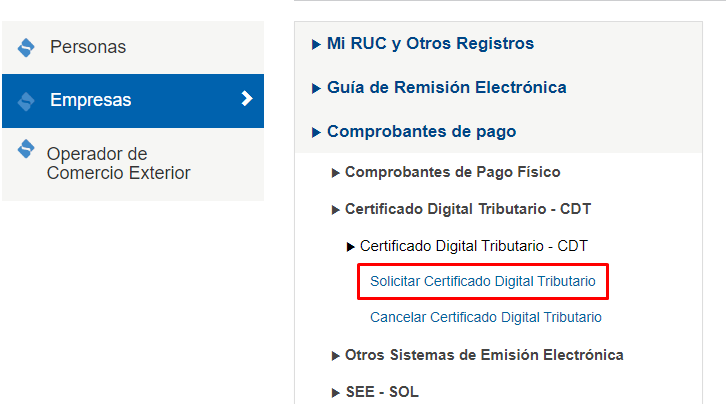 Personas
Empresas
Operador de
Comercio Exterior
Mi RUC y Otros Registros
Guía de Remisión Electrónica
Comprobantes de pago
Comprobantes de Pago Físico
Certificado Digital Tributario - CDT
Certificado Digital Tributario - CDT
Solicitar Certificado Digital Tributario
Cancelar Certificado Digital Tributario
Otros Sistemas de Emisión Electrónica
SEE - SOL